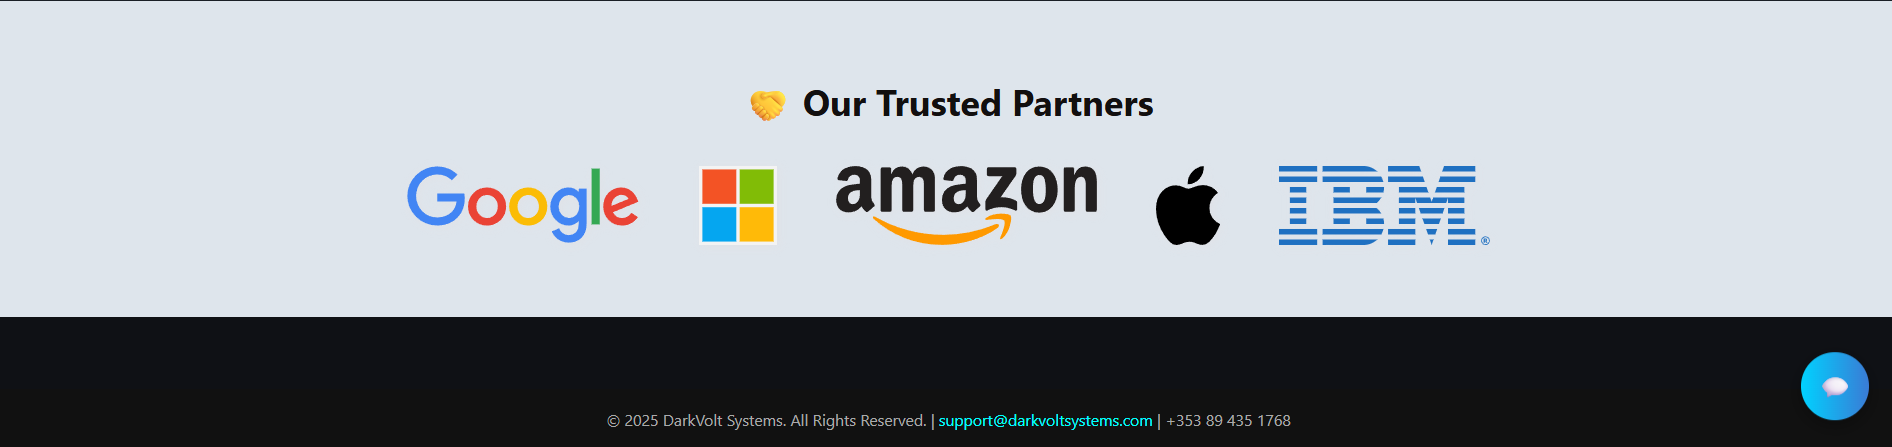 Our Trusted Partners
Google amazon IBM®
© 2025 DarkVolt Systems. All Rights Reserved. | support@darkvoltsystems.com | +353 89 435 1768